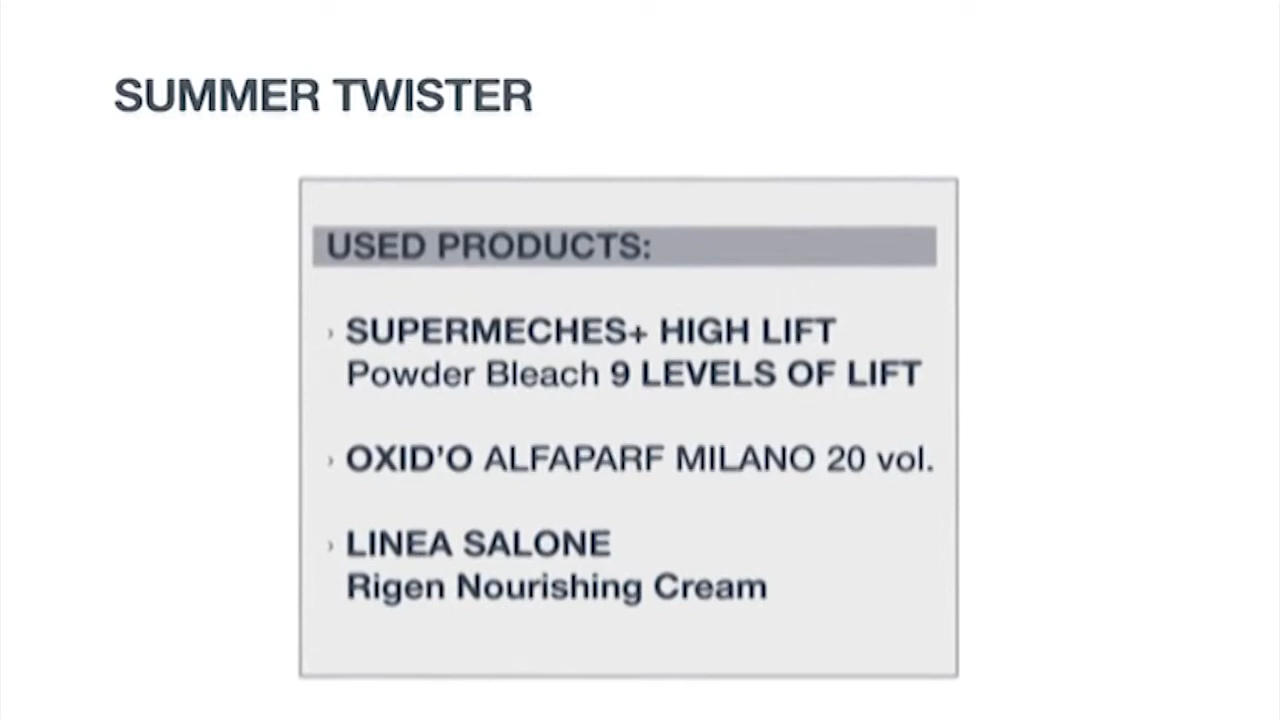 SUMMER TWISTER
USED PRODUCTS:
› SUPERMECHES+ HIGH LIFT
Powder Bleach 9 LEVELS OF LIFT
› OXID'O ALFAPARF MILANO 20 vol.
› LINEA SALONE
Rigen Nourishing Cream